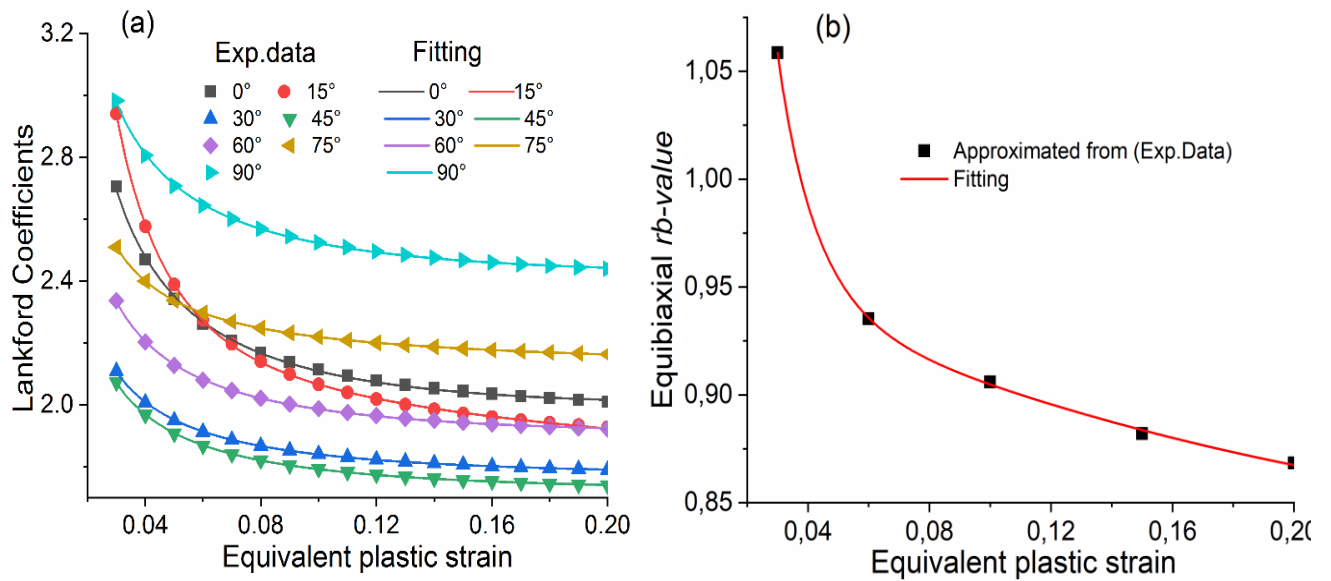 (a)
Exp.data Fitting
0° 15° 0° 15°
30° 45° 30° 45°
60° 75° 60° 75°
90° 90°
3.2
2.8
2.4
2.0
Lankford Coefficients
0.04 0.08 0.12 0.16 0.20
Equivalent plastic strain
(b)
Approximated from (Exp.Data)
Fitting
1,05
1,00
0,95
0,90
0,85
Equibiaxial rb-value
0,04 0,08 0,12 0,16 0,20
Equivalent plastic strain